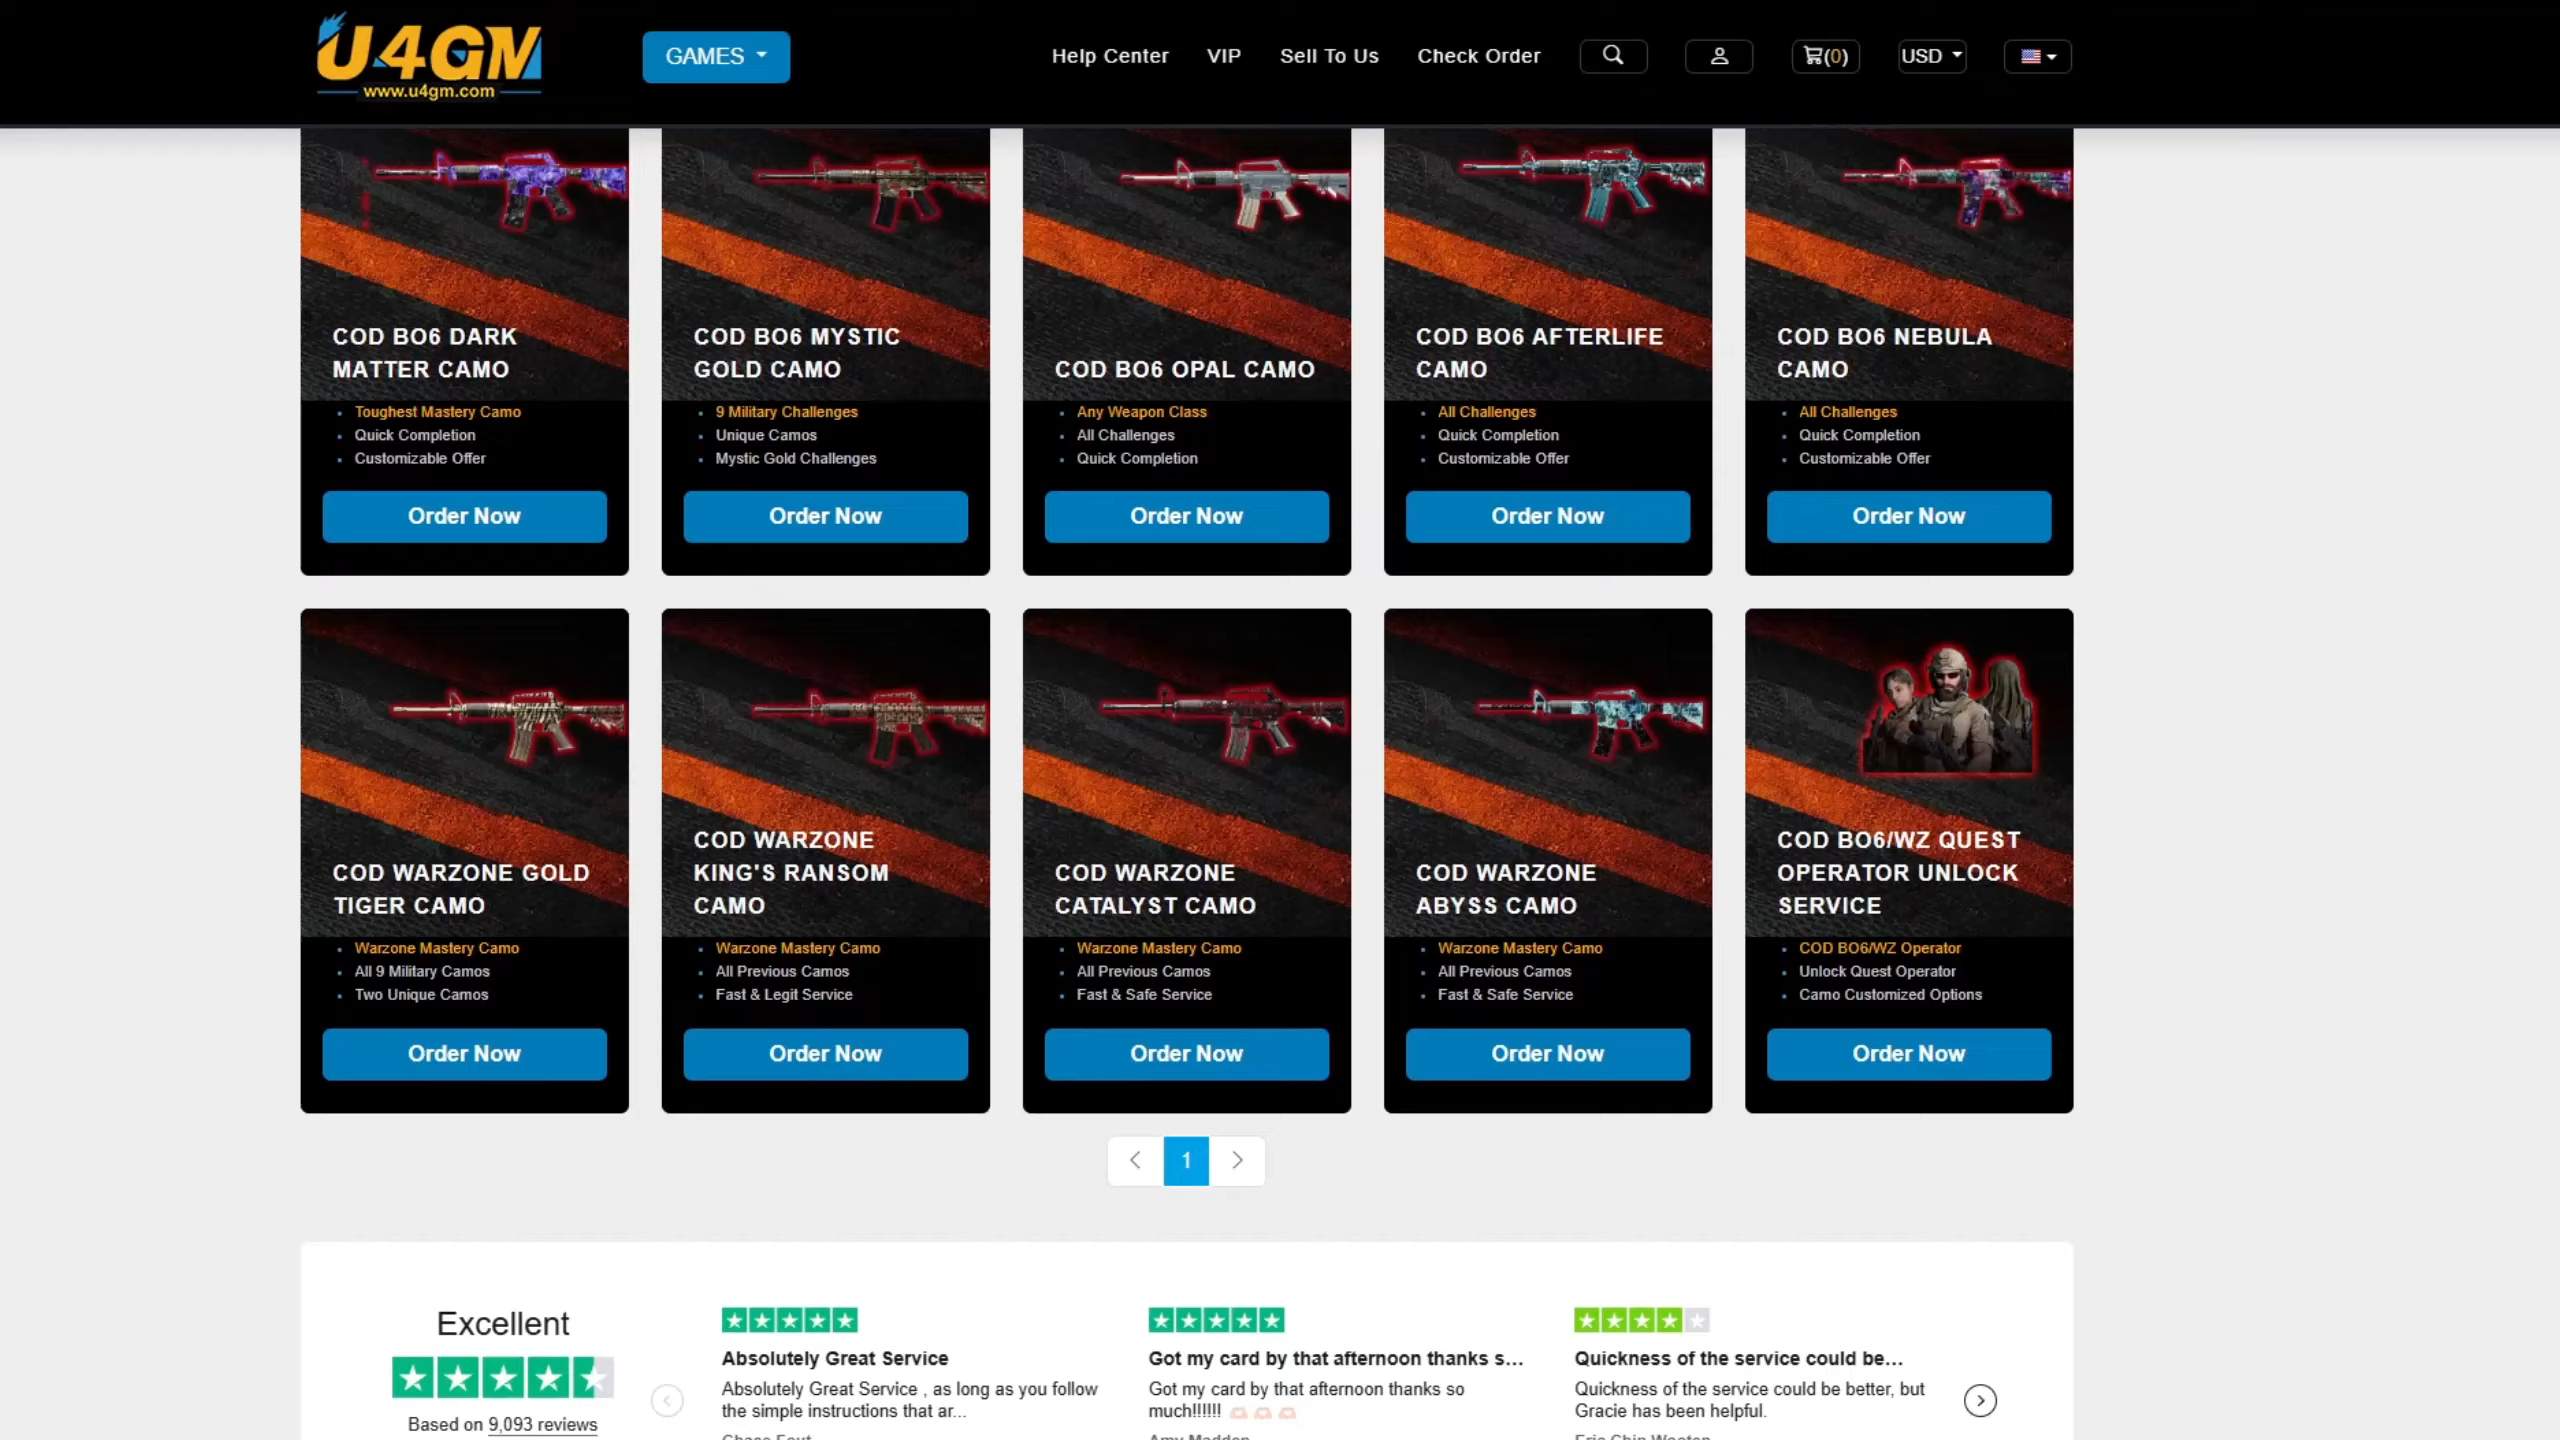 U4GM
www.u4gm.com
GAMES
Help Center
VIP
Sell To Us
Check Order
(0)
USD
COD BO6 DARK
MATTER CAMO
Toughest Mastery Camo
Quick Completion
Customizable Offer
Order Now
COD BO6 MYSTIC
GOLD CAMO
9 Military Challenges
Unique Camos
Mystic Gold Challenges
Order Now
COD BO6 OPAL CAMO
Any Weapon Class
All Challenges
Quick Completion
Order Now
COD BO6 AFTERLIFE
CAMO
All Challenges
Quick Completion
Customizable Offer
Order Now
COD BO6 NEBULA
CAMO
All Challenges
Quick Completion
Customizable Offer
Order Now
COD WARZONE GOLD
TIGER CAMO
Warzone Mastery Camo
All 9 Military Camos
Two Unique Camos
Order Now
COD WARZONE
KING'S RANSOM
CAMO
Warzone Mastery Camo
All Previous Camos
Fast & Legit Service
Order Now
COD WARZONE
CATALYST CAMO
Warzone Mastery Camo
All Previous Camos
Fast & Safe Service
Order Now
COD WARZONE
ABYSS CAMO
Warzone Mastery Camo
All Previous Camos
Fast & Safe Service
Order Now
COD BO6/WZ QUEST
OPERATOR UNLOCK
SERVICE
COD BO6/WZ Operator
Unlock Quest Operator
Camo Customized Options
Order Now
1
Excellent
Based on 9,093 reviews
Absolutely Great Service
Absolutely Great Service , as long as you follow
the simple instructions that ar...
Got my card by that afternoon thanks s...
Got my card by that afternoon thanks so
much!!!!!!
Quickness of the service could be...
Quickness of the service could be better, but
Gracie has been helpful.